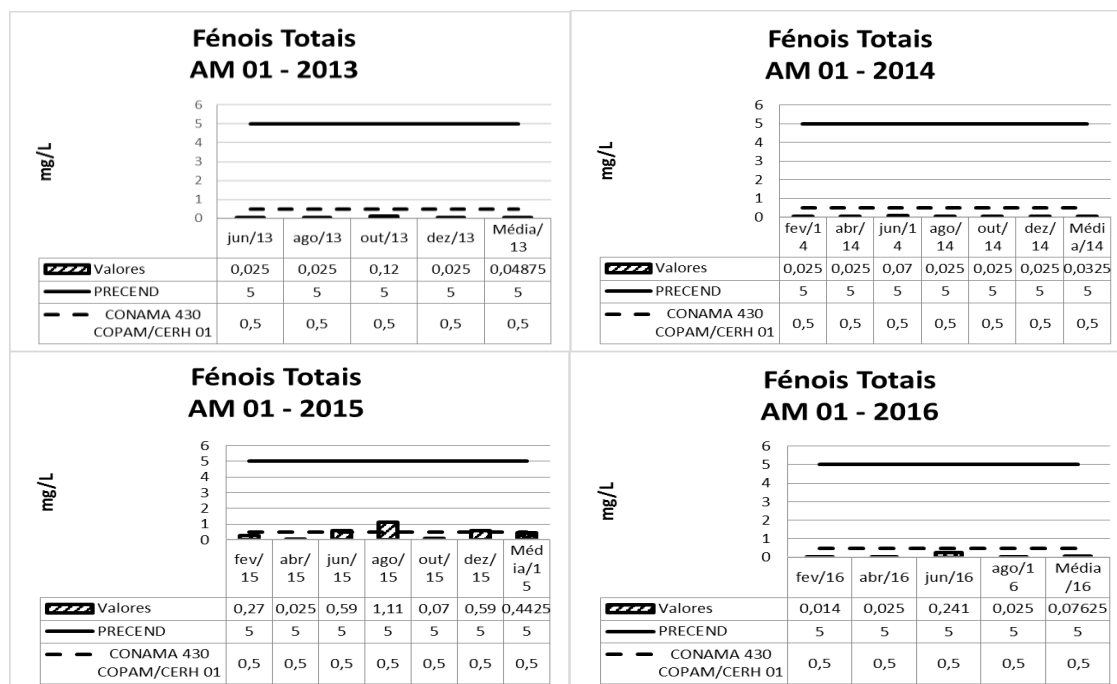 Fénois Totais
AM 01 - 2013
mg/L
6
5
4
3
2
1
0
jun/13 ago/13 out/13 dez/13 Média/
13
Valores 0,025 0,025 0,12 0,025 0,04875
PRECEND 5 5 5 5 5
CONAMA 430
COPAM/CERH 01 0,5 0,5 0,5 0,5 0,5
Fénois Totais
AM 01 - 2014
mg/L
6
5
4
3
2
1
0
fev/1 abr/ jun/1 ago/ out/ dez/ Médi
4 14 4 14 14 14 a/14
Valores 0,025 0,025 0,07 0,025 0,025 0,025 0,0325
PRECEND 5 5 5 5 5 5 5
CONAMA 430
COPAM/CERH 01 0,5 0,5 0,5 0,5 0,5 0,5 0,5
Fénois Totais
AM 01 - 2015
mg/L
6
5
4
3
2
1
0
fev/ abr/ jun/ ago/ out/ dez/ Méd
15 15 15 15 15 15 ia/1
5
Valores 0,27 0,025 0,59 1,11 0,07 0,59 0,4425
PRECEND 5 5 5 5 5 5 5
CONAMA 430
COPAM/CERH 01 0,5 0,5 0,5 0,5 0,5 0,5 0,5
Fénois Totais
AM 01 - 2016
mg/L
6
5
4
3
2
1
0
fev/16 abr/16 jun/16 ago/1 Média
6 /16
Valores 0,014 0,025 0,241 0,025 0,07625
PRECEND 5 5 5 5 5
CONAMA 430
COPAM/CERH 01 0,5 0,5 0,5 0,5 0,5